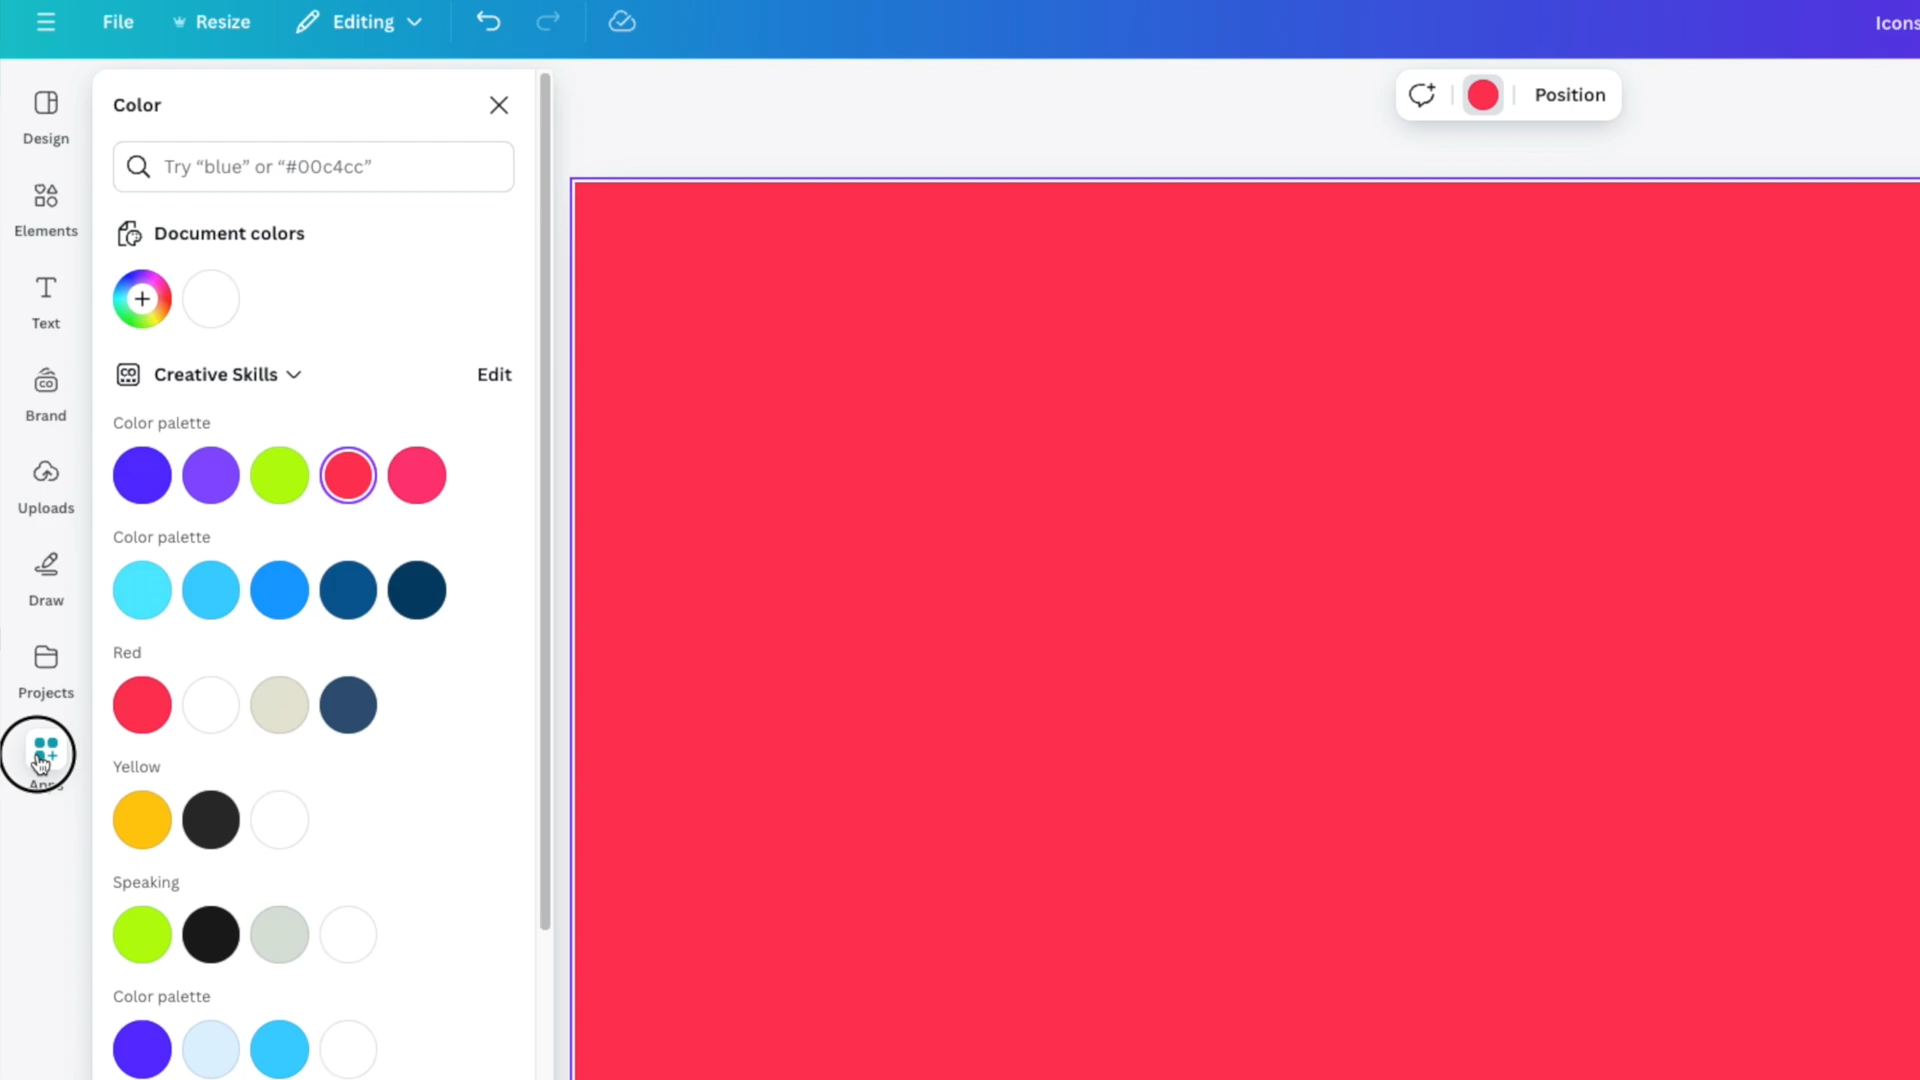 File
Resize
Editing
Icons
Position
Design
Elements
Text
Brand
Uploads
Draw
Projects
Apps
Color
Try “blue” or “#00c4cc”
Document colors
Creative Skills
Edit
Color palette
Color palette
Red
Yellow
Speaking
Color palette